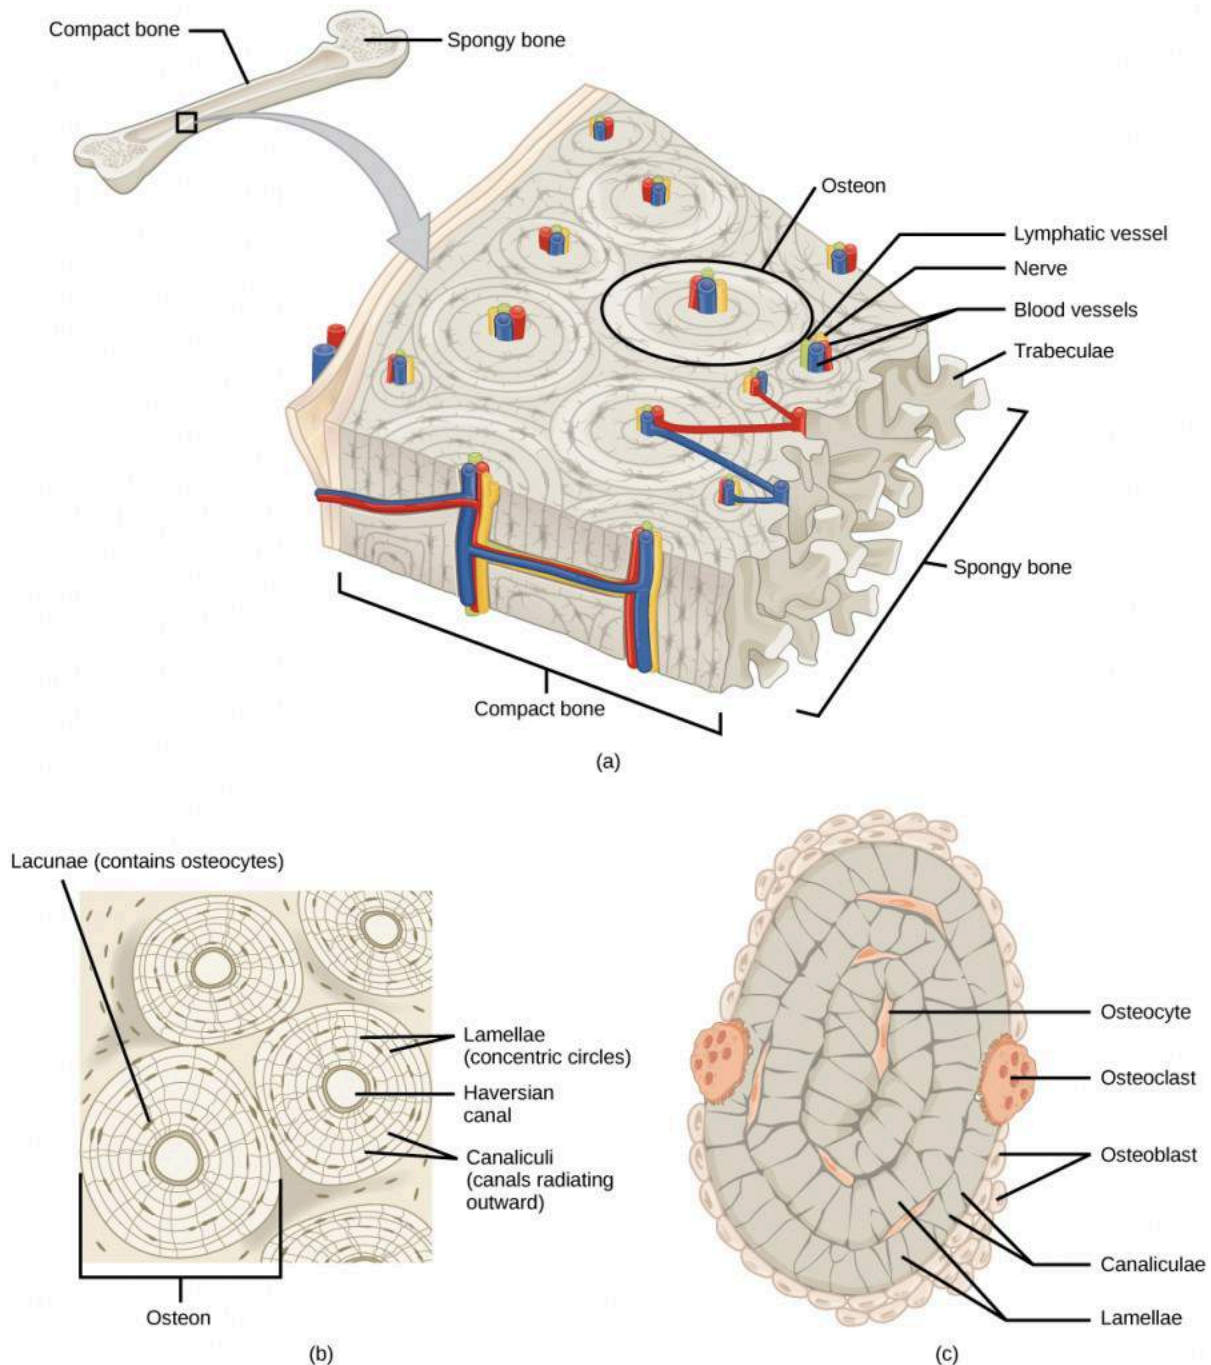 Compact bone
Spongy bone
Osteon
Lymphatic vessel
Nerve
Blood vessels
Trabeculae
Spongy bone
Compact bone
(a)
Lacunae (contains osteocytes)
Lamellae
(concentric circles)
Haversian
canal
Canaliculi
(canals radiating
outward)
Osteon
(b)
Osteocyte
Osteoclast
Osteoblast
Canaliculae
Lamellae
(c)